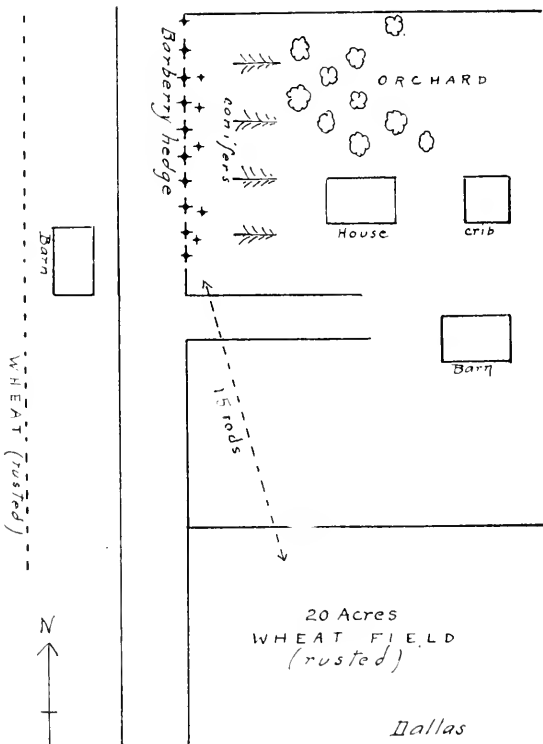 Barberry hedge
conifers
ORCHARD
House
crib
Barn
Barn
15 rods
WHEAT (rusted)
N
20 Acres
WHEAT FIELD
(rusted)
Dallas